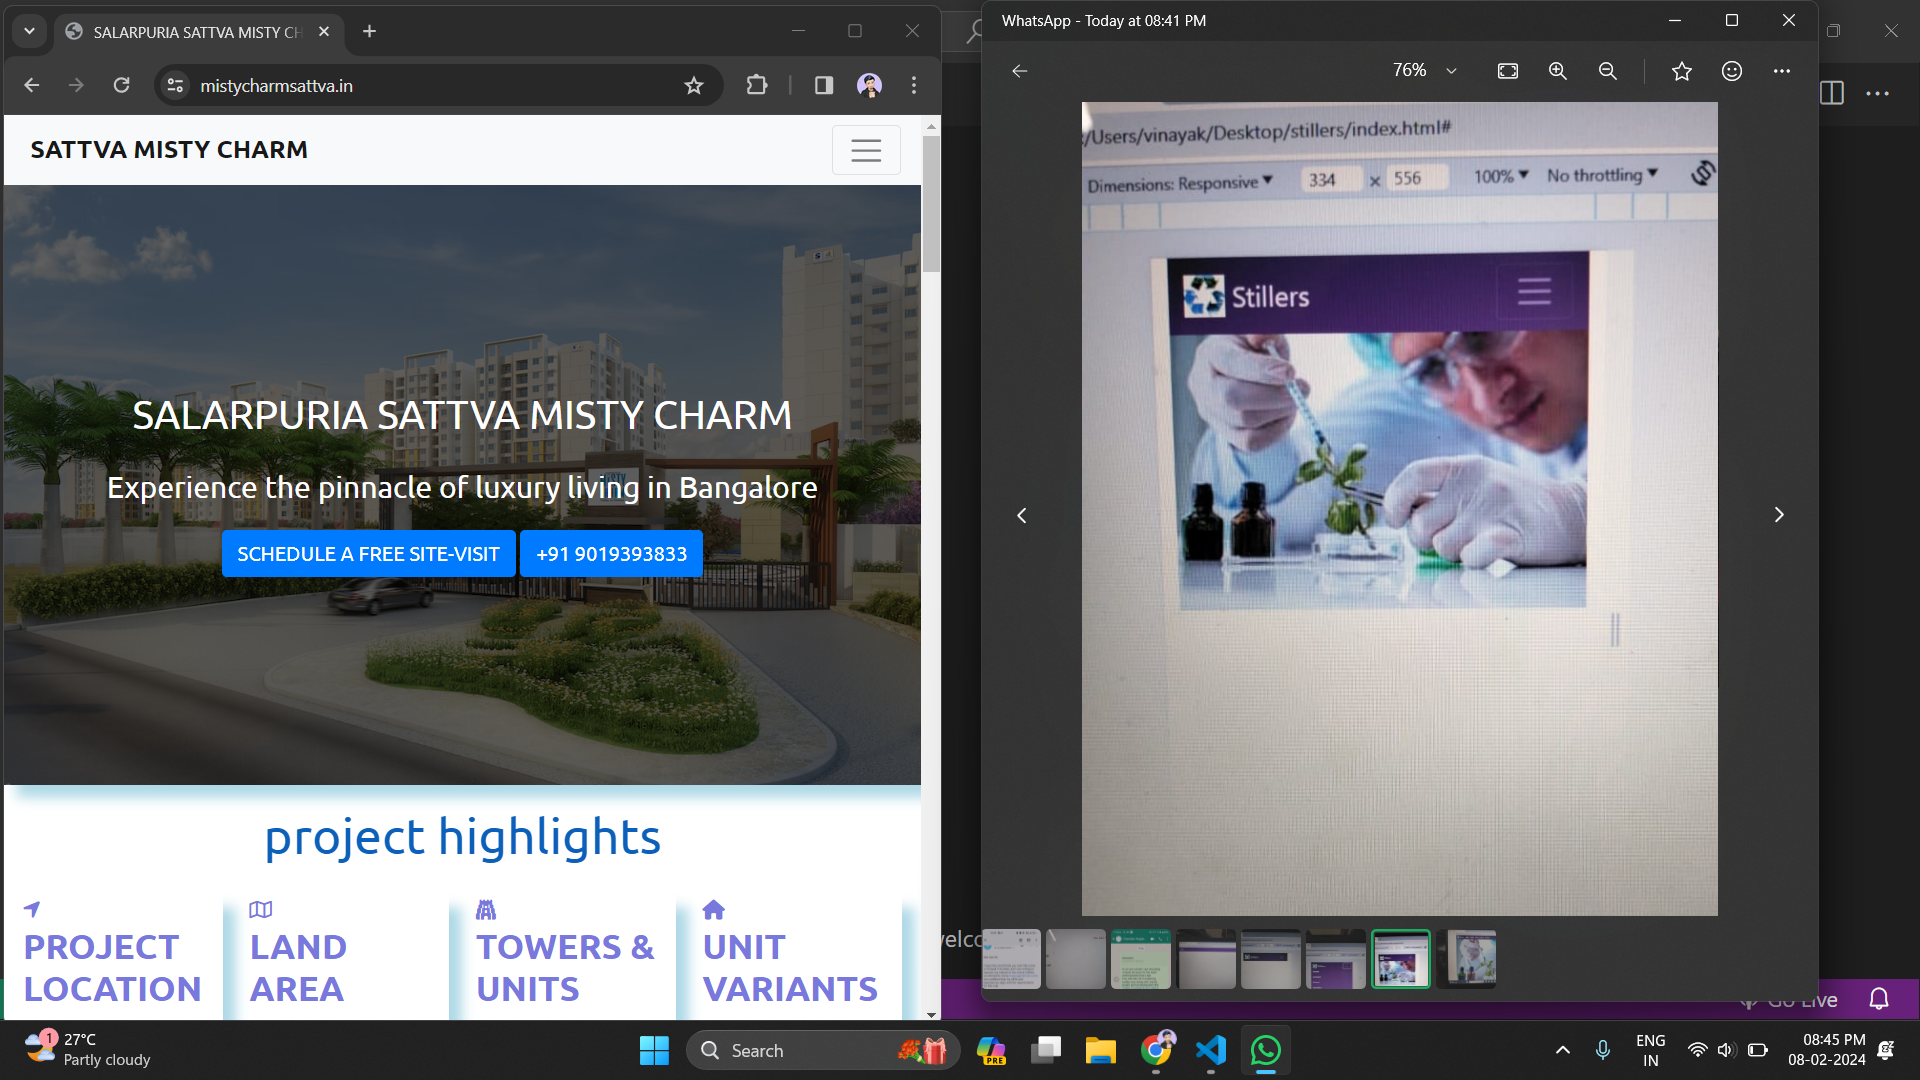 SALARPURIA SATTVA MISTY CH
mistycharmsattva.in
SATTVA MISTY CHARM
SALARPURIA SATTVA MISTY CHARM
Experience the pinnacle of luxury living in Bangalore
SCHEDULE A FREE SITE-VISIT
+91 9019393833
project highlights
PROJECT
LOCATION
LAND
AREA
TOWERS &
UNITS
UNIT
VARIANTS
WhatsApp - Today at 08:41 PM
76%
/Users/vinayak/Desktop/stillers/index.html#
Dimensions: Responsive
334 x 556
100%
No throttling
Stillers
Go Live
1
27°C
Partly cloudy
Search
PRE
ENG
IN
08:45 PM
08-02-2024